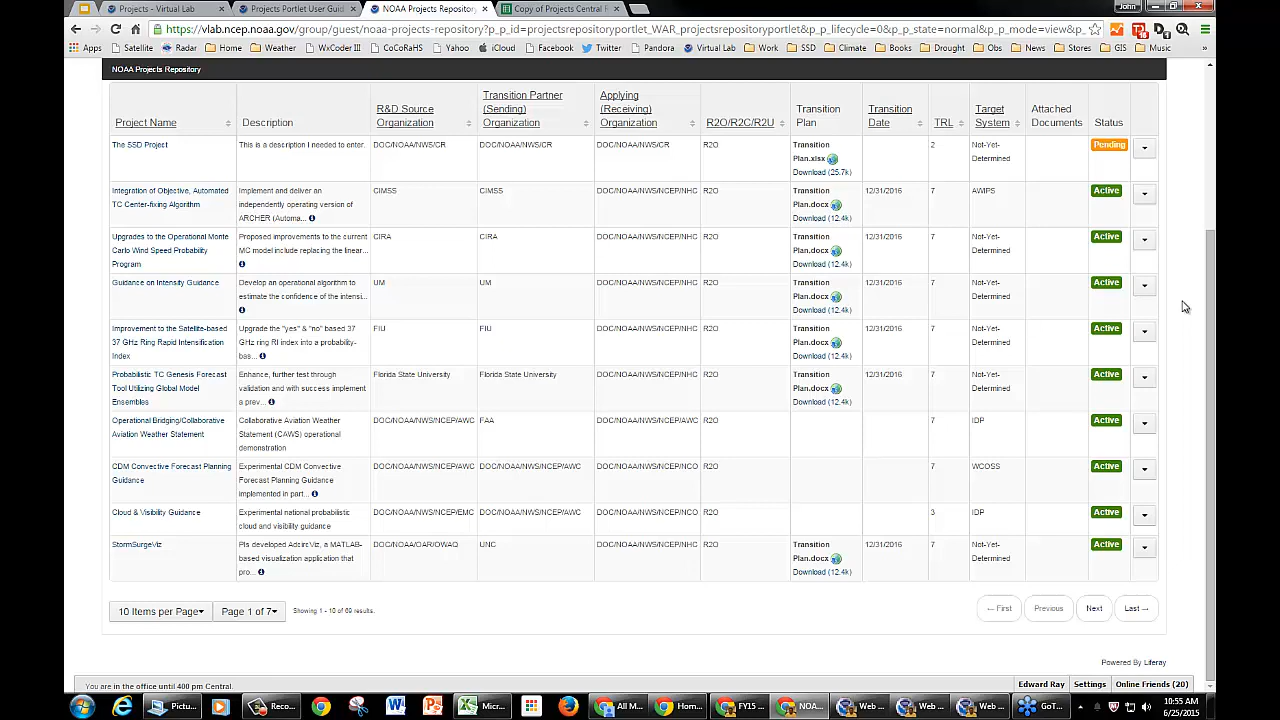 John
Projects - Virtual Lab
Projects Portlet User Guid
NOAA Projects Repository
Copy of Projects Central R
https://vlab.ncep.noaa.gov/group/guest/noaa-projects-repository?p_p_id=projectsrepositoryportlet_WAR_projectsrepositoryportlet&p_p_lifecycle=0&p_p_state=normal&p_p_mode=view&p_
Apps Satellite Radar Home Weather WxCoder III CoCoRaHS Yahoo iCloud Facebook Twitter Pandora Virtual Lab Work SSD Climate Books Drought Obs News Stores GIS Music »
NOAA Projects Repository
Project Name Description R&D Source Organization Transition Partner (Sending) Organization Applying (Receiving) Organization R2O/R2C/R2U Transition Plan Transition Date TRL Target System Attached Documents Status
The SSD Project This is a description I needed to enter. DOC/NOAA/NWS/CR DOC/NOAA/NWS/CR DOC/NOAA/NWS/CR R2O Transition Plan.xlsx Download (25.7k) 2 Not-Yet-Determined Pending
Integration of Objective, Automated TC Center-fixing Algorithm Implement and deliver an independently operating version of ARCHER (Automa... CIMSS CIMSS DOC/NOAA/NWS/NCEP/NHC R2O Transition Plan.docx Download (12.4k) 12/31/2016 7 AWIPS Active
Upgrades to the Operational Monte Carlo Wind Speed Probability Program Proposed improvements to the current MC model include replacing the linear... CIRA CIRA DOC/NOAA/NWS/NCEP/NHC R2O Transition Plan.docx Download (12.4k) 12/31/2016 7 Not-Yet-Determined Active
Guidance on Intensity Guidance Develop an operational algorithm to estimate the confidence of the intensi... UM UM DOC/NOAA/NWS/NCEP/NHC R2O Transition Plan.docx Download (12.4k) 12/31/2016 7 Not-Yet-Determined Active
Improvement to the Satellite-based 37 GHz Ring Rapid Intensification Index Upgrade the "yes" & "no" based 37 GHz ring RI index into a probability-bas... FIU FIU DOC/NOAA/NWS/NCEP/NHC R2O Transition Plan.docx Download (12.4k) 12/31/2016 7 Not-Yet-Determined Active
Probabilistic TC Genesis Forecast Tool Utilizing Global Model Ensembles Enhance, further test through validation and with success implement a prev... Florida State University Florida State University DOC/NOAA/NWS/NCEP/NHC R2O Transition Plan.docx Download (12.4k) 12/31/2016 7 Not-Yet-Determined Active
Operational Bridging/Collaborative Aviation Weather Statement Collaborative Aviation Weather Statement (CAWS) operational demonstration DOC/NOAA/NWS/NCEP/AWC FAA DOC/NOAA/NWS/NCEP/AWC R2O 7 IDP Active
CDM Convective Forecast Planning Guidance Experimental CDM Convective Forecast Planning Guidance implemented in part... DOC/NOAA/NWS/NCEP/AWC DOC/NOAA/NWS/NCEP/AWC DOC/NOAA/NWS/NCEP/NCO R2O 7 WCOSS Active
Cloud & Visibility Guidance Experimental national probabilistic cloud and visibility guidance DOC/NOAA/NWS/NCEP/EMC DOC/NOAA/NWS/NCEP/AWC DOC/NOAA/NWS/NCEP/NCO R2O 3 IDP Active
StormSurgeViz PIs developed AdcircViz, a MATLAB-based visualization application that pro... DOC/NOAA/OAR/OWAQ UNC DOC/NOAA/NWS/NCEP/NHC R2O Transition Plan.docx Download (12.4k) 12/31/2016 7 Not-Yet-Determined Active
10 Items per Page Page 1 of 7 Showing 1 - 10 of 69 results. ← First Previous Next Last →
Powered By Liferay
You are in the office until 400 pm Central. Edward Ray Settings Online Friends (20)
Pictu... Reco... Micr... All M... Hom... FY15 ... NOA... Web ... Web ... Web ... GoT...
10:55 AM
6/25/2015